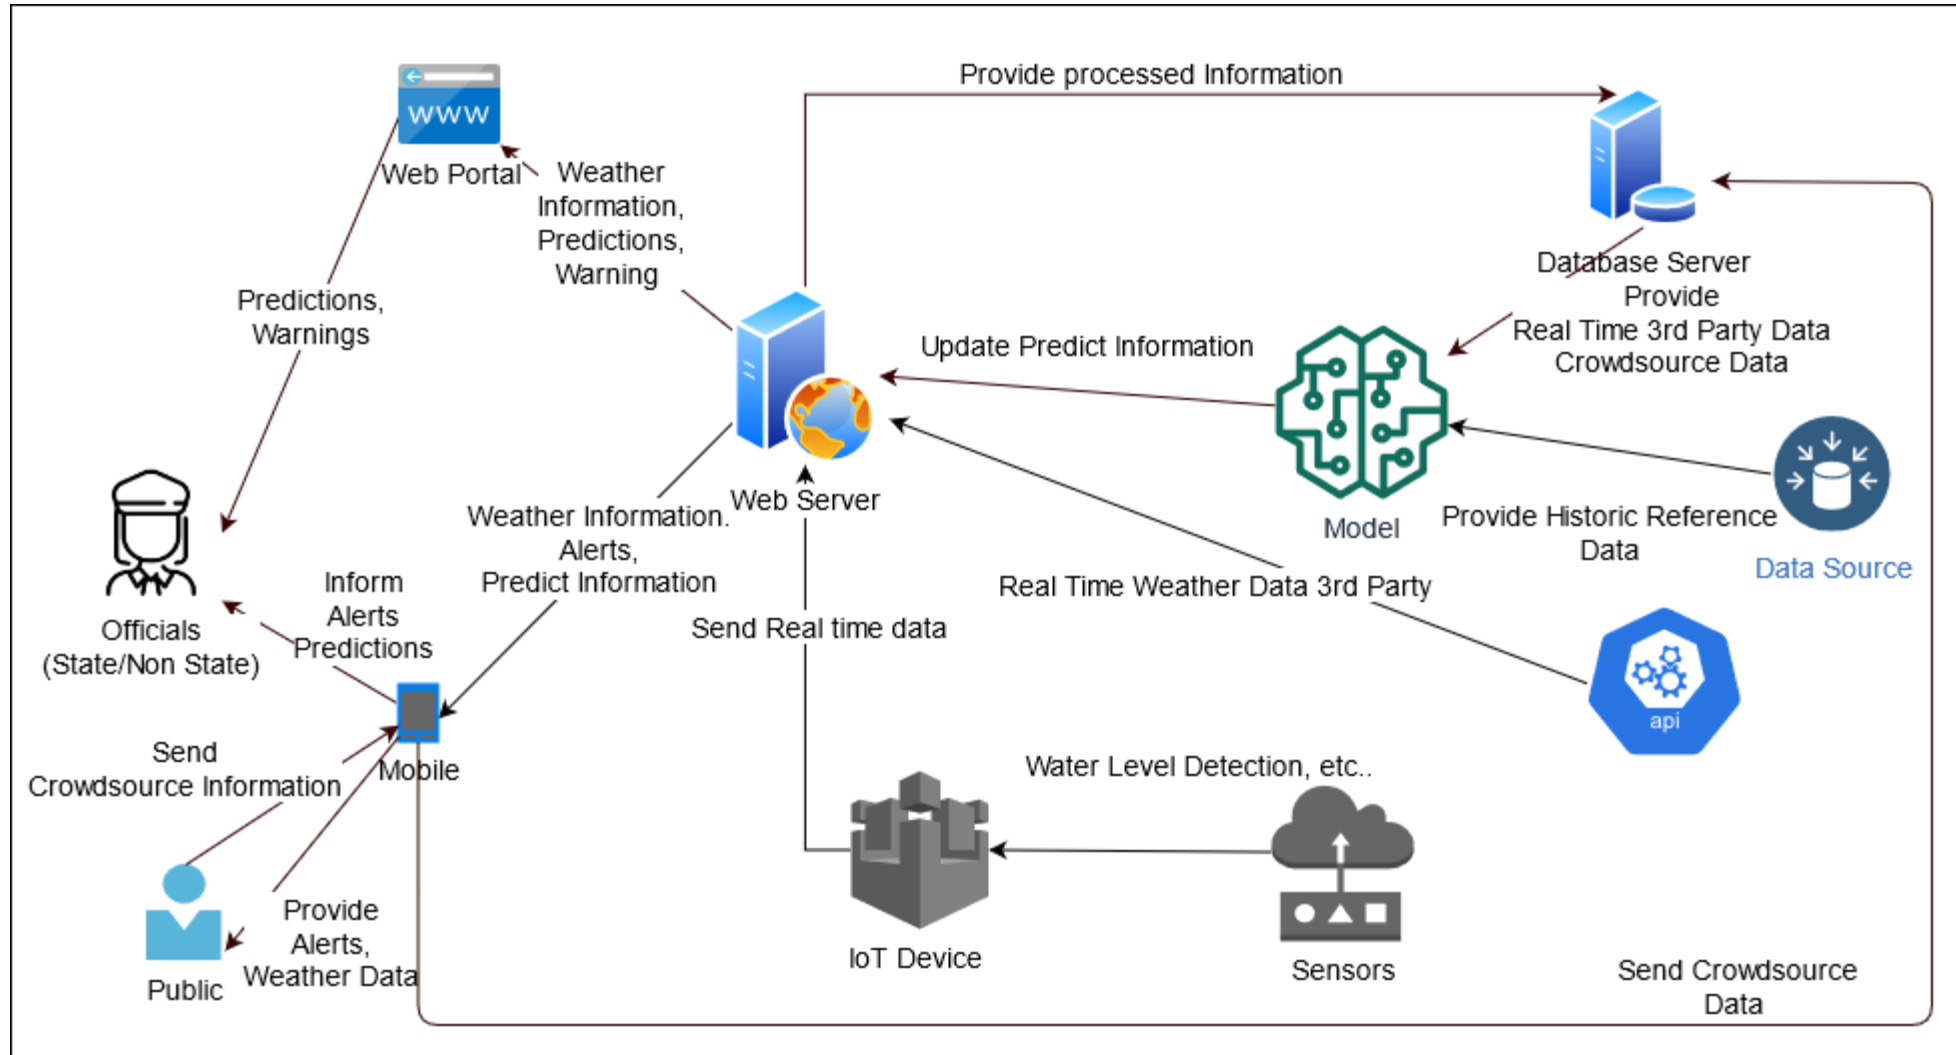 Provide processed Information
www
Web Portal
Weather
Information,
Predictions,
Warning
Database Server
Provide
Real Time 3rd Party Data
Crowdsource Data
Predictions,
Warnings
Update Predict Information
Web Server
Model
Provide Historic Reference
Data
Data Source
Weather Information.
Alerts,
Predict Information
Real Time Weather Data 3rd Party
Inform
Alerts
Predictions
Officials
(State/Non State)
Send Real time data
api
Send
Crowdsource Information
Mobile
Water Level Detection, etc..
Provide
Alerts,
Weather Data
Public
IoT Device
Sensors
Send Crowdsource
Data